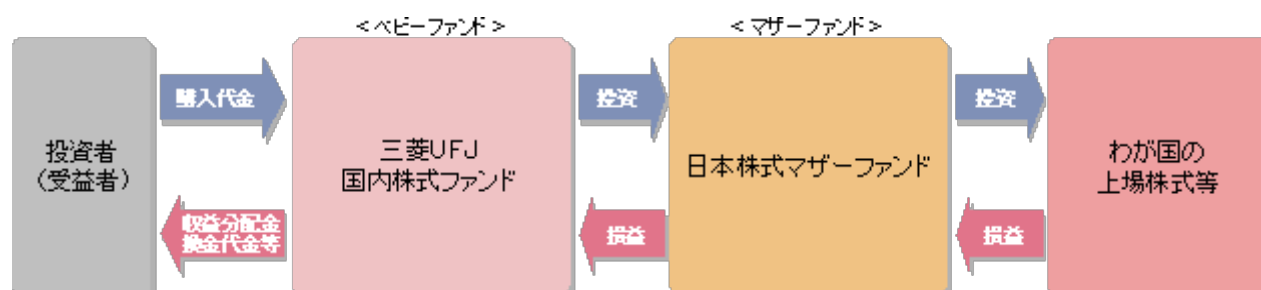 <ベビーファンド>
<マザーファンド>
投資者
（受益者）
購入代金
収益分配金
換金代金等
三菱UFJ
国内株式ファンド
投資
損益
日本株式マザーファンド
投資
損益
わが国の
上場株式等